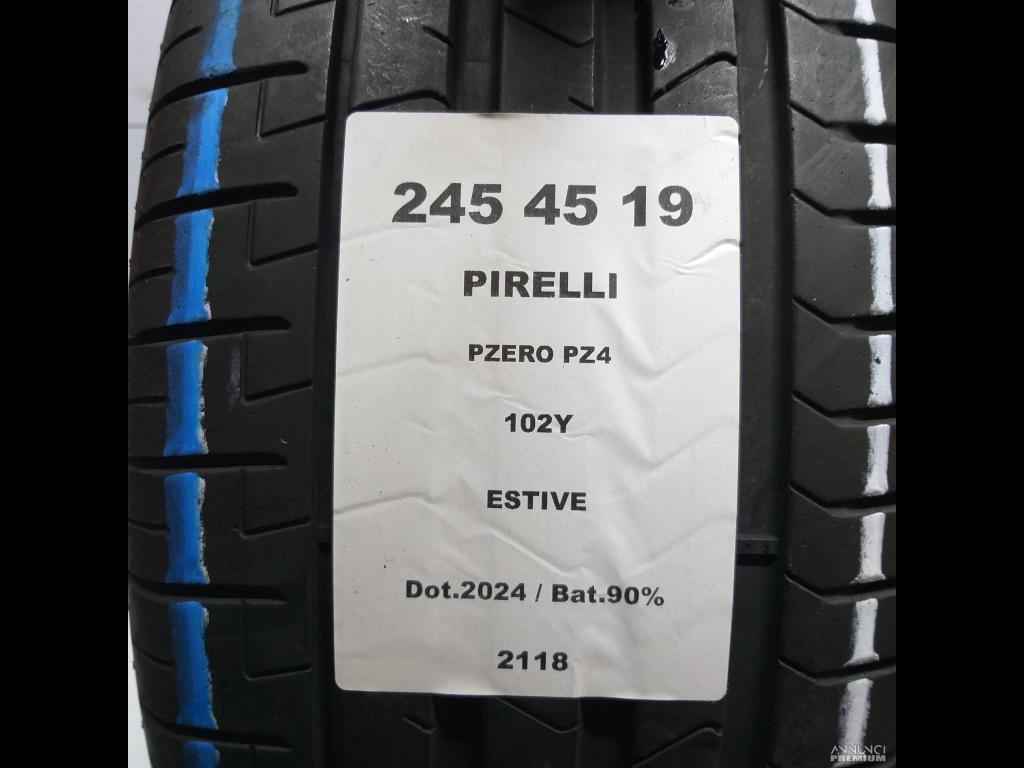 245 45 19
PIRELLI
PZERO PZ4
102Y
ESTIVE
Dot.2024 / Bat.90%
2118
ANNUNCI
PREMIUM